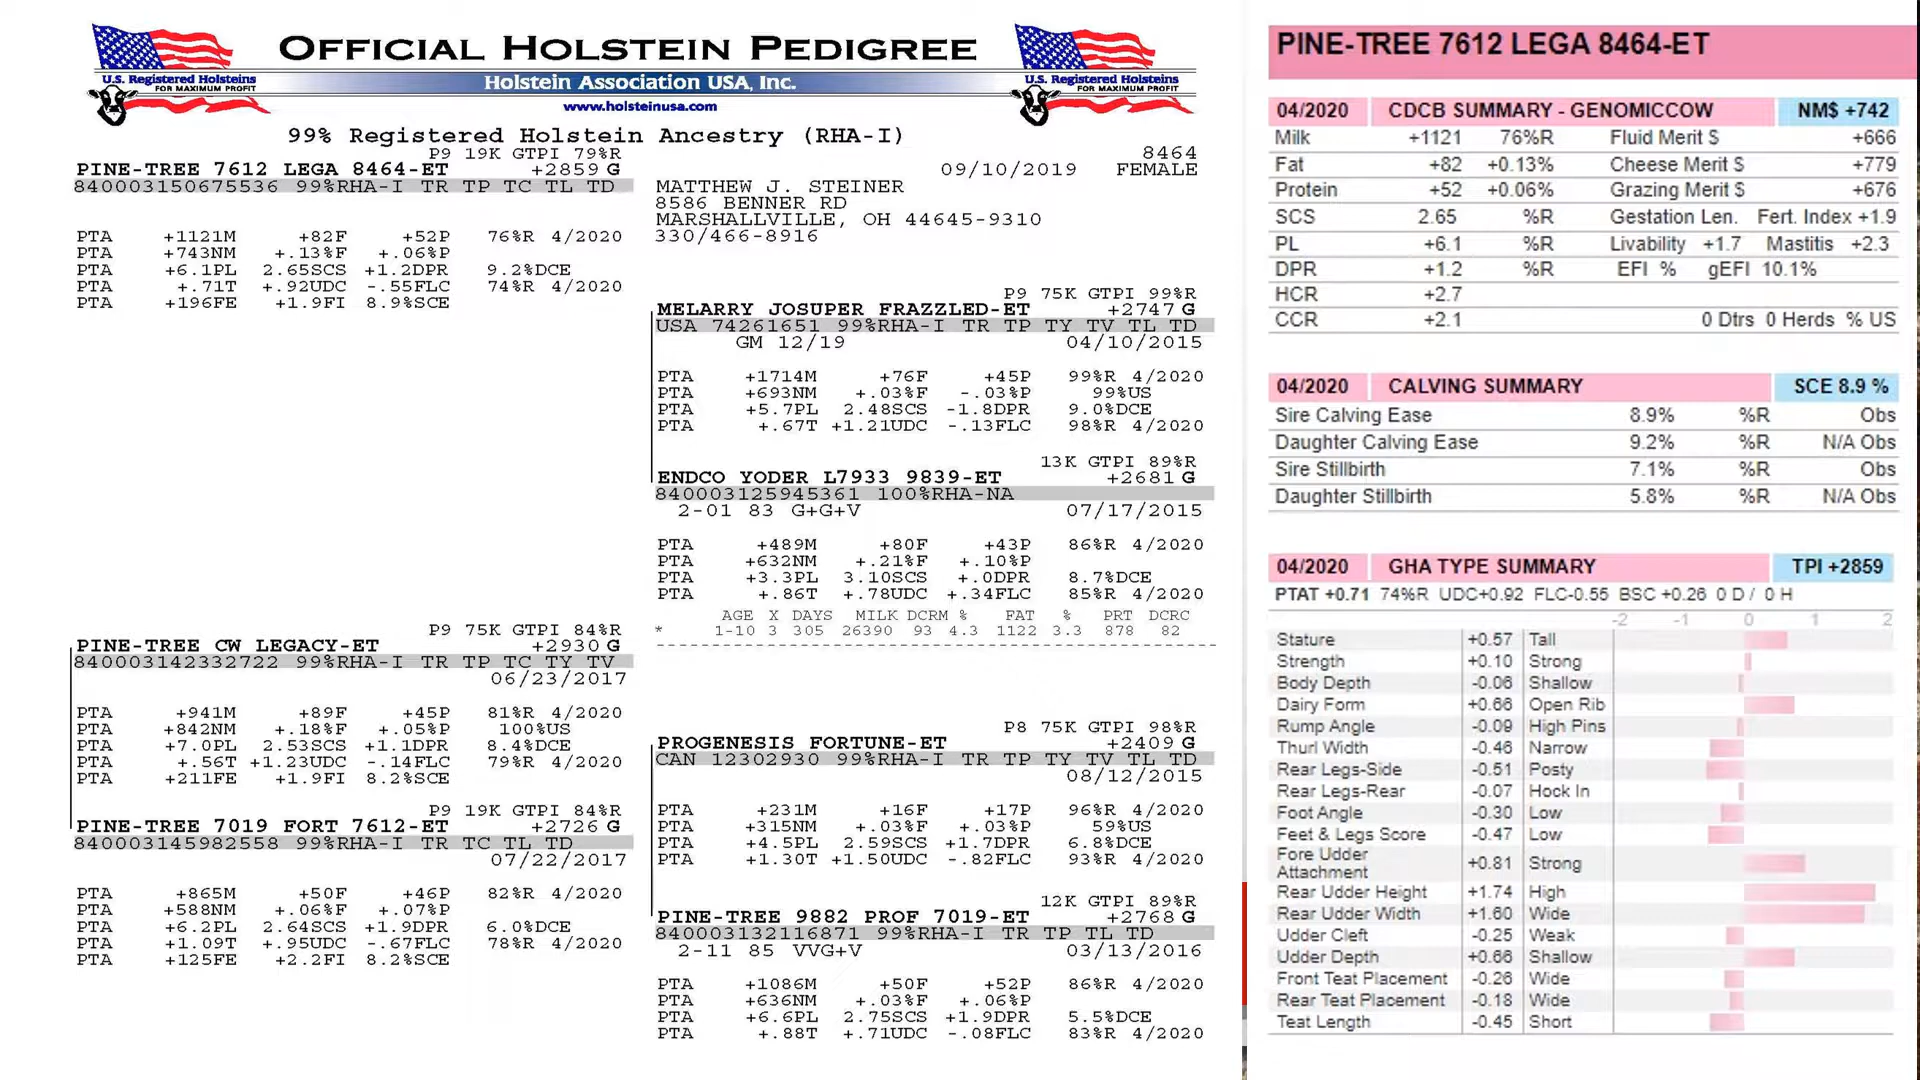 OFFICIAL HOLSTEIN PEDIGREE
U.S. Registered Holsteins
FOR MAXIMUM PROFIT
Holstein Association USA, Inc.
U.S. Registered Holsteins
FOR MAXIMUM PROFIT
www.holsteinusa.com
99% Registered Holstein Ancestry (RHA-I)
P9 19K GTPI 79%R
PINE-TREE 7612 LEGA 8464-ET +2859 G
840003150675536 99%RHA-I TR TP TC TL TD
PTA +1121M +82F +52P 76%R 4/2020
PTA +743NM +.13%F +.06%P
PTA +6.1PL 2.65SCS +1.2DPR 9.2%DCE
PTA +.71T +.92UDC -.55FLC 74%R 4/2020
PTA +196FE +1.9FI 8.9%SCE
8464
09/10/2019 FEMALE
MATTHEW J. STEINER
8586 BENNER RD
MARSHALLVILLE, OH 44645-9310
330/466-8916
P9 75K GTPI 99%R
MELARRY JOSUPER FRAZZLED-ET +2747 G
USA 74261651 99%RHA-I TR TP TY TV TL TD
GM 12/19 04/10/2015
PTA +1714M +76F +45P 99%R 4/2020
PTA +693NM +.03%F -.03%P 99%US
PTA +5.7PL 2.48SCS -1.8DPR 9.0%DCE
PTA +.67T +1.21UDC -.13FLC 98%R 4/2020
13K GTPI 89%R
ENDCO YODER L7933 9839-ET +2681 G
840003125945361 100%RHA-NA
2-01 83 G+G+V 07/17/2015
PTA +489M +80F +43P 86%R 4/2020
PTA +632NM +.21%F +.10%P
PTA +3.3PL 3.10SCS +.0DPR 8.7%DCE
PTA +.86T +.78UDC +.34FLC 85%R 4/2020
AGE X DAYS MILK DCRM % FAT % PRT DCRC
* 1-10 3 305 26390 93 4.3 1122 3.3 878 82
P9 75K GTPI 84%R
PINE-TREE CW LEGACY-ET +2930 G
840003142332722 99%RHA-I TR TP TC TY TV
06/23/2017
PTA +941M +89F +45P 81%R 4/2020
PTA +842NM +.18%F +.05%P 100%US
PTA +7.0PL 2.53SCS +1.1DPR 8.4%DCE
PTA +.56T +1.23UDC -.14FLC 79%R 4/2020
PTA +211FE +1.9FI 8.2%SCE
P9 19K GTPI 84%R
PINE-TREE 7019 FORT 7612-ET +2726 G
840003145982558 99%RHA-I TR TC TL TD
07/22/2017
PTA +865M +50F +46P 82%R 4/2020
PTA +588NM +.06%F +.07%P
PTA +6.2PL 2.64SCS +1.9DPR 6.0%DCE
PTA +1.09T +.95UDC -.67FLC 78%R 4/2020
PTA +125FE +2.2FI 8.2%SCE
P8 75K GTPI 98%R
PROGENESIS FORTUNE-ET +2409 G
CAN 12302930 99%RHA-I TR TP TY TV TL TD
08/12/2015
PTA +231M +16F +17P 96%R 4/2020
PTA +315NM +.03%F +.03%P 59%US
PTA +4.5PL 2.59SCS +1.7DPR 6.8%DCE
PTA +1.30T +1.50UDC -.82FLC 93%R 4/2020
12K GTPI 89%R
PINE-TREE 9882 PROF 7019-ET +2768 G
840003132116871 99%RHA-I TR TP TL TD
2-11 85 VVG+V 03/13/2016
PTA +1086M +50F +52P 86%R 4/2020
PTA +636NM +.03%F +.06%P
PTA +6.6PL 2.75SCS +1.9DPR 5.5%DCE
PTA +.88T +.71UDC -.08FLC 83%R 4/2020
PINE-TREE 7612 LEGA 8464-ET
04/2020 CDCB SUMMARY - GENOMICCOW NM$ +742
Milk +1121 76%R Fluid Merit $ +666
Fat +82 +0.13% Cheese Merit $ +779
Protein +52 +0.06% Grazing Merit $ +676
SCS 2.65 %R Gestation Len. Fert. Index +1.9
PL +6.1 %R Livability +1.7 Mastitis +2.3
DPR +1.2 %R EFI % gEFI 10.1%
HCR +2.7
CCR +2.1 0 Dtrs 0 Herds % US
04/2020 CALVING SUMMARY SCE 8.9 %
Sire Calving Ease 8.9% %R Obs
Daughter Calving Ease 9.2% %R N/A Obs
Sire Stillbirth 7.1% %R Obs
Daughter Stillbirth 5.8% %R N/A Obs
04/2020 GHA TYPE SUMMARY TPI +2859
PTAT +0.71 74%R UDC+0.92 FLC-0.55 BSC +0.26 0 D / 0 H
-2 -1 0 1 2
Stature +0.57 Tall
Strength +0.10 Strong
Body Depth -0.06 Shallow
Dairy Form +0.66 Open Rib
Rump Angle -0.09 High Pins
Thurl Width -0.46 Narrow
Rear Legs-Side -0.51 Posty
Rear Legs-Rear -0.07 Hock In
Foot Angle -0.30 Low
Feet & Legs Score -0.47 Low
Fore Udder Attachment +0.81 Strong
Rear Udder Height +1.74 High
Rear Udder Width +1.60 Wide
Udder Cleft -0.25 Weak
Udder Depth +0.66 Shallow
Front Teat Placement -0.26 Wide
Rear Teat Placement -0.18 Wide
Teat Length -0.45 Short